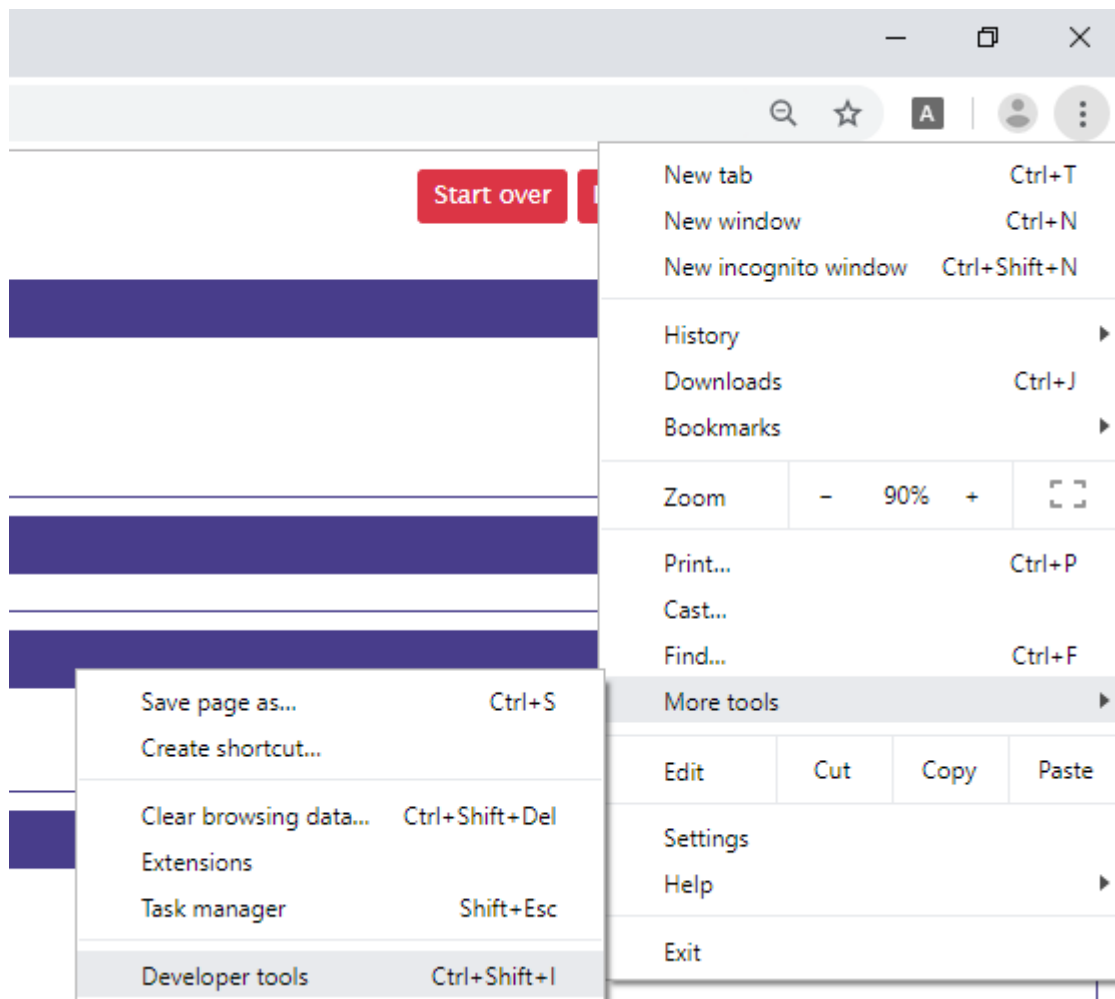 A
Start over
New tab Ctrl+T
New window Ctrl+N
New incognito window Ctrl+Shift+N
History
Downloads Ctrl+J
Bookmarks
Zoom - 90% +
Print... Ctrl+P
Cast...
Find... Ctrl+F
More tools
Edit Cut Copy Paste
Settings
Help
Exit
Save page as... Ctrl+S
Create shortcut...
Clear browsing data... Ctrl+Shift+Del
Extensions
Task manager Shift+Esc
Developer tools Ctrl+Shift+I